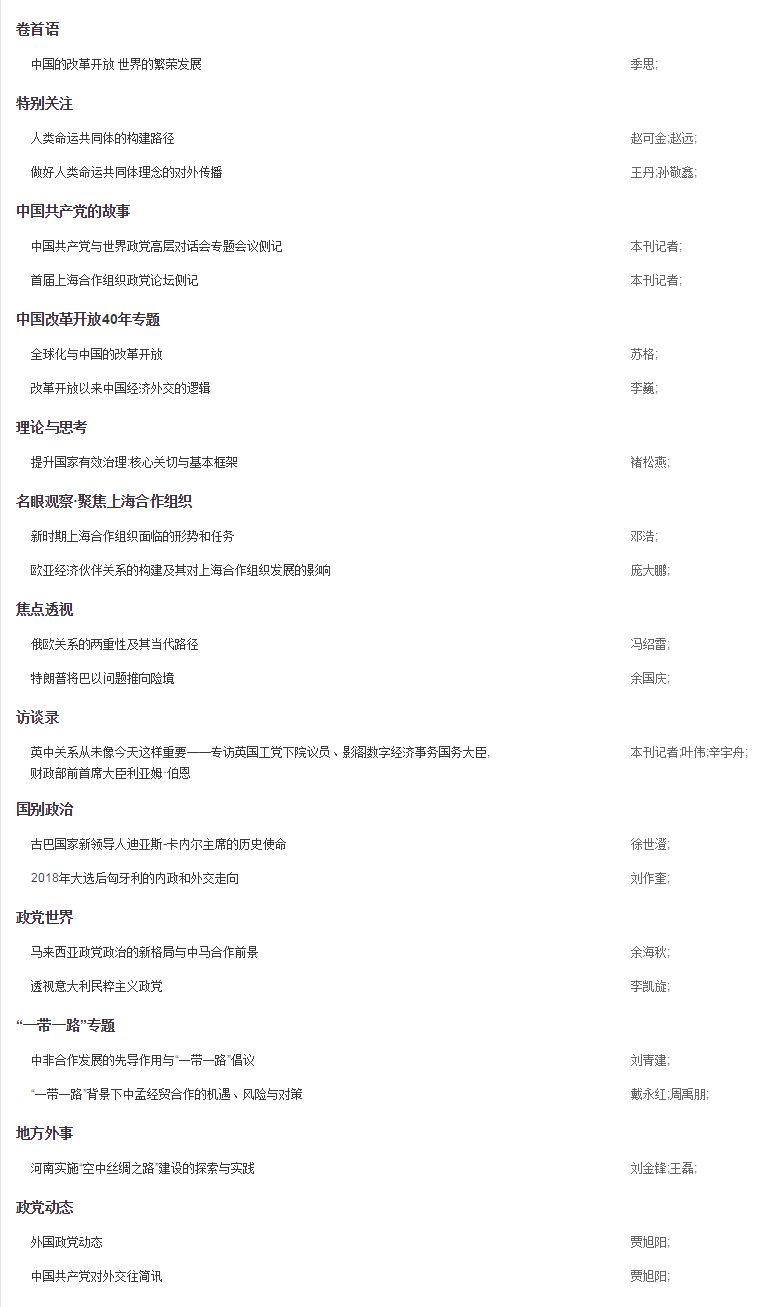 卷首语
中国的改革开放 世界的繁荣发展 季思;
特别关注
人类命运共同体的构建路径 赵可金;赵远;
做好人类命运共同体理念的对外传播 王丹;孙敬鑫;
中国共产党的故事
中国共产党与世界政党高层对话会专题会议侧记 本刊记者;
首届上海合作组织政党论坛侧记 本刊记者;
中国改革开放40年专题
全球化与中国的改革开放 苏格;
改革开放以来中国经济外交的逻辑 李巍;
理论与思考
提升国家有效治理:核心关切与基本框架 褚松燕;
名眼观察·聚焦上海合作组织
新时期上海合作组织面临的形势和任务 邓浩;
欧亚经济伙伴关系的构建及其对上海合作组织发展的影响 庞大鹏;
焦点透视
俄欧关系的两重性及其当代路径 冯绍雷;
特朗普将巴以问题推向险境 余国庆;
访谈录
英中关系从未像今天这样重要——专访英国工党下院议员、影阁数字经济事务国务大臣, 本刊记者;叶伟;辛宇舟;
财政部前首席大臣利亚姆·伯恩
国别政治
古巴国家新领导人迪亚斯-卡内尔主席的历史使命 徐世澄;
2018年大选后匈牙利的内政和外交走向 刘作奎;
政党世界
马来西亚政党政治的新格局与中马合作前景 余海秋;
透视意大利民粹主义政党 李凯旋;
“一带一路”专题
中非合作发展的先导作用与“一带一路”倡议 刘青建;
“一带一路”背景下中孟经贸合作的机遇、风险与对策 戴永红;周禹朋;
地方外事
河南实施“空中丝绸之路”建设的探索与实践 刘金锋;王磊;
政党动态
外国政党动态 贾旭阳;
中国共产党对外交往简讯 贾旭阳;